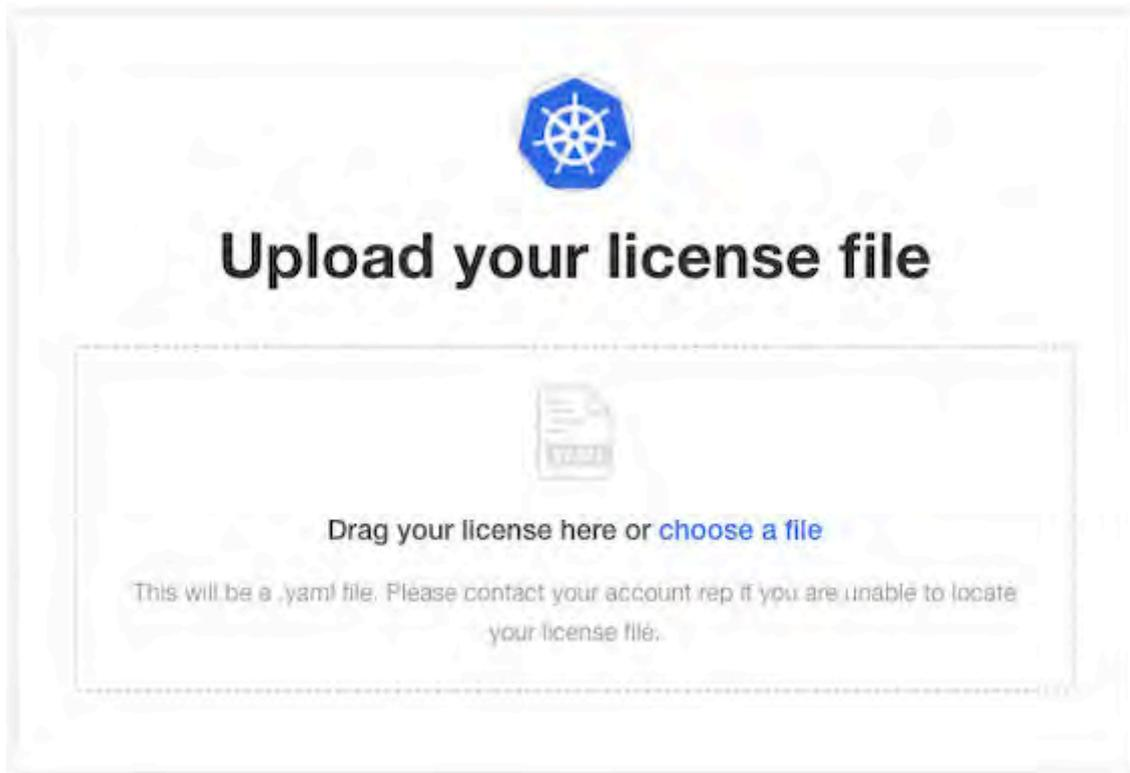 Upload your license file
YAML
Drag your license here or choose a file
This will be a .yaml file. Please contact your account rep if you are unable to locate
your license file.